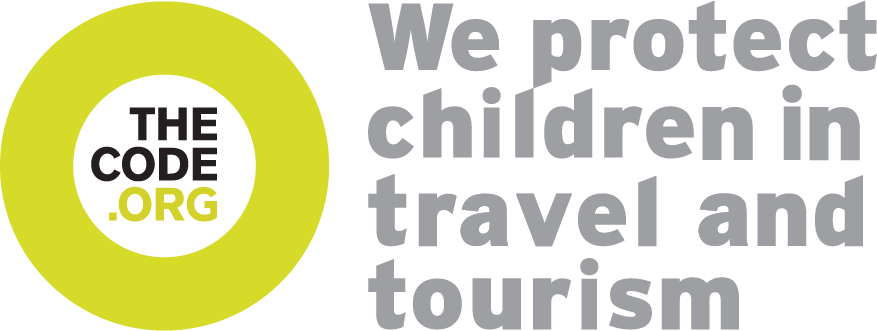 THE
CODE
.ORG
We protect
children in
travel and
tourism